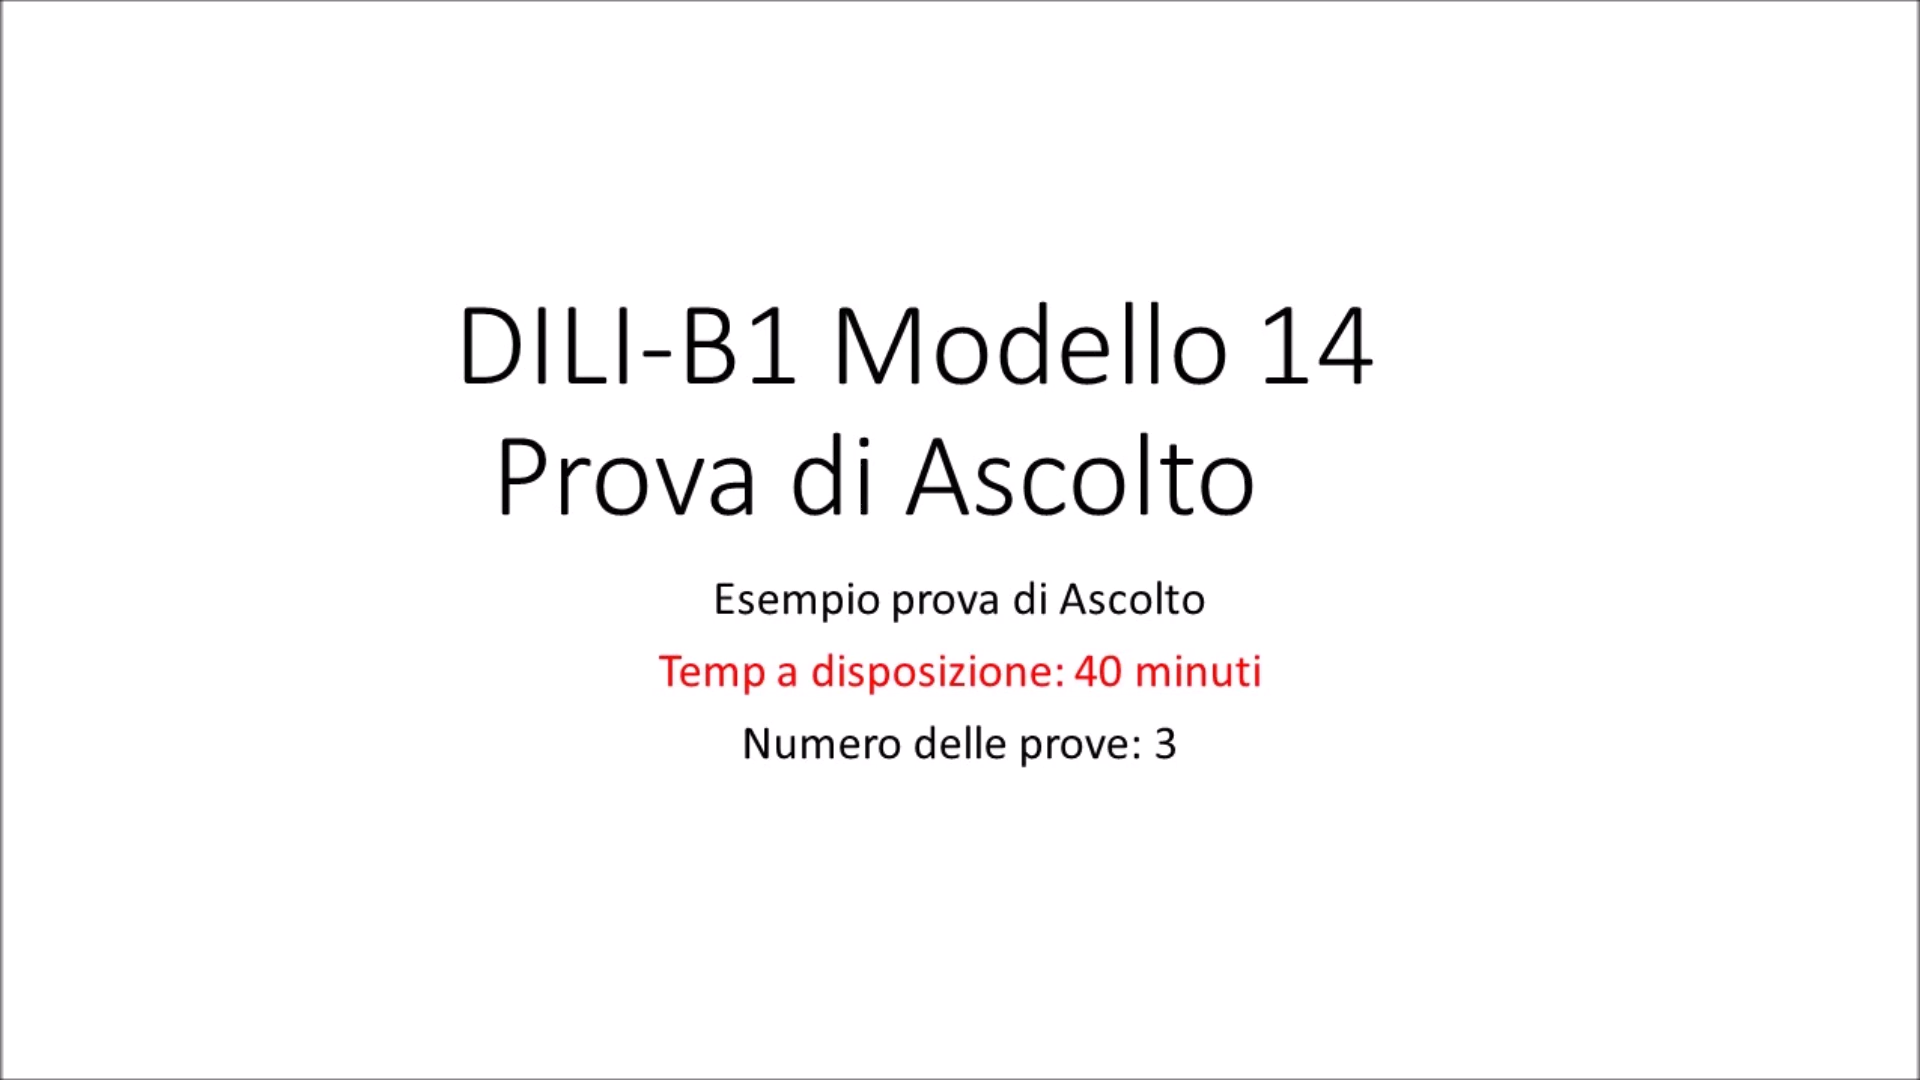 DILI-B1 Modello 14
Prova di Ascolto
Esempio prova di Ascolto
Temp a disposizione: 40 minuti
Numero delle prove: 3